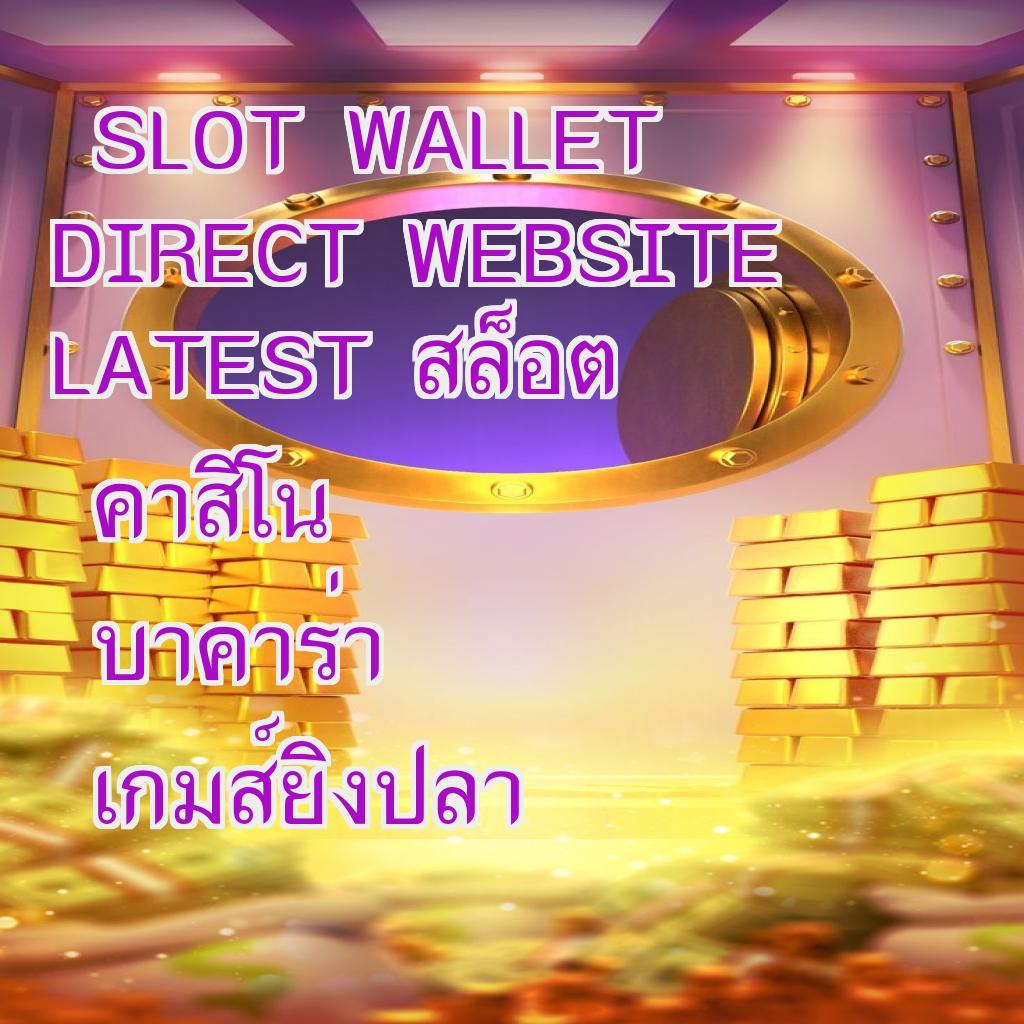 SLOT WALLET
DIRECT WEBSITE
LATEST สล็อต
คาสิโน
บาคาร่า
เกมส์ยิงปลา